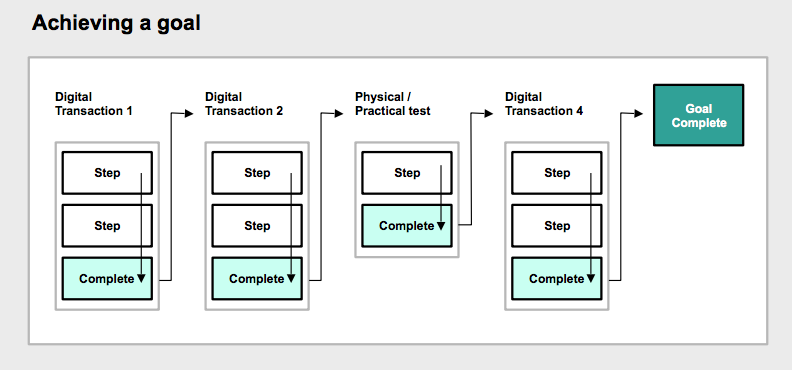 Achieving a goal
Digital
Transaction 1
Step
Step
Complete
Digital
Transaction 2
Step
Step
Complete
Physical /
Practical test
Step
Complete
Digital
Transaction 4
Step
Step
Complete
Goal
Complete